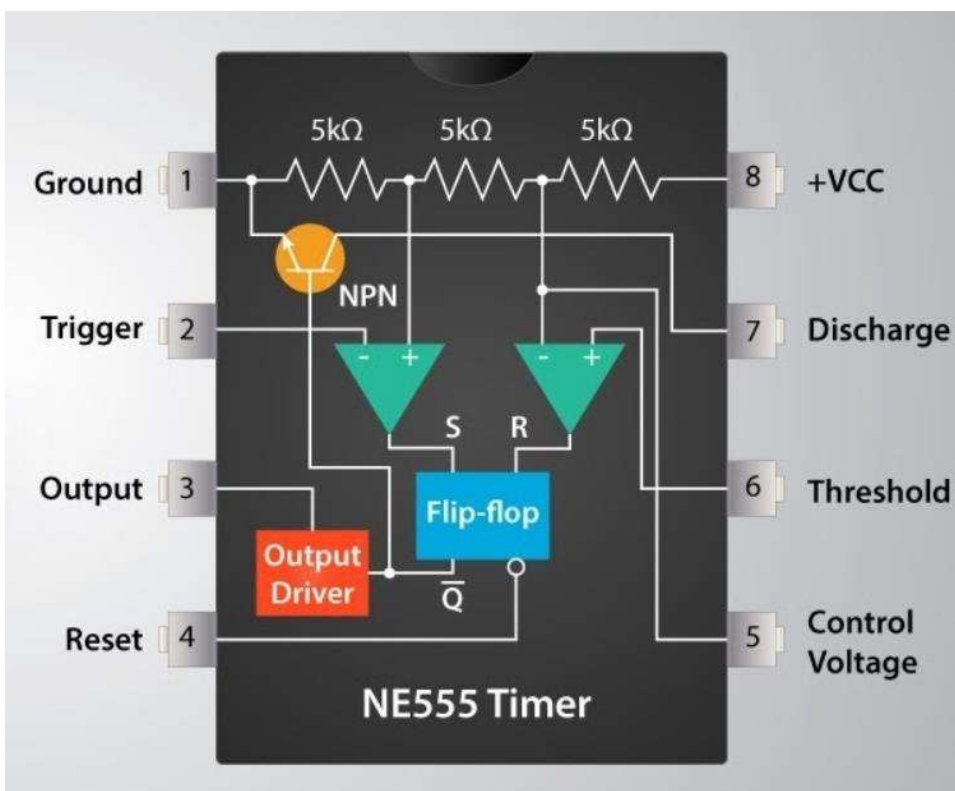 5kΩ 5kΩ 5kΩ
Ground 1 8 +VCC
NPN
Trigger 2 - + - + 7 Discharge
S R
Output 3 Flip-flop 6 Threshold
Output
Driver
Q̅
Reset 4 5 Control
Voltage
NE555 Timer